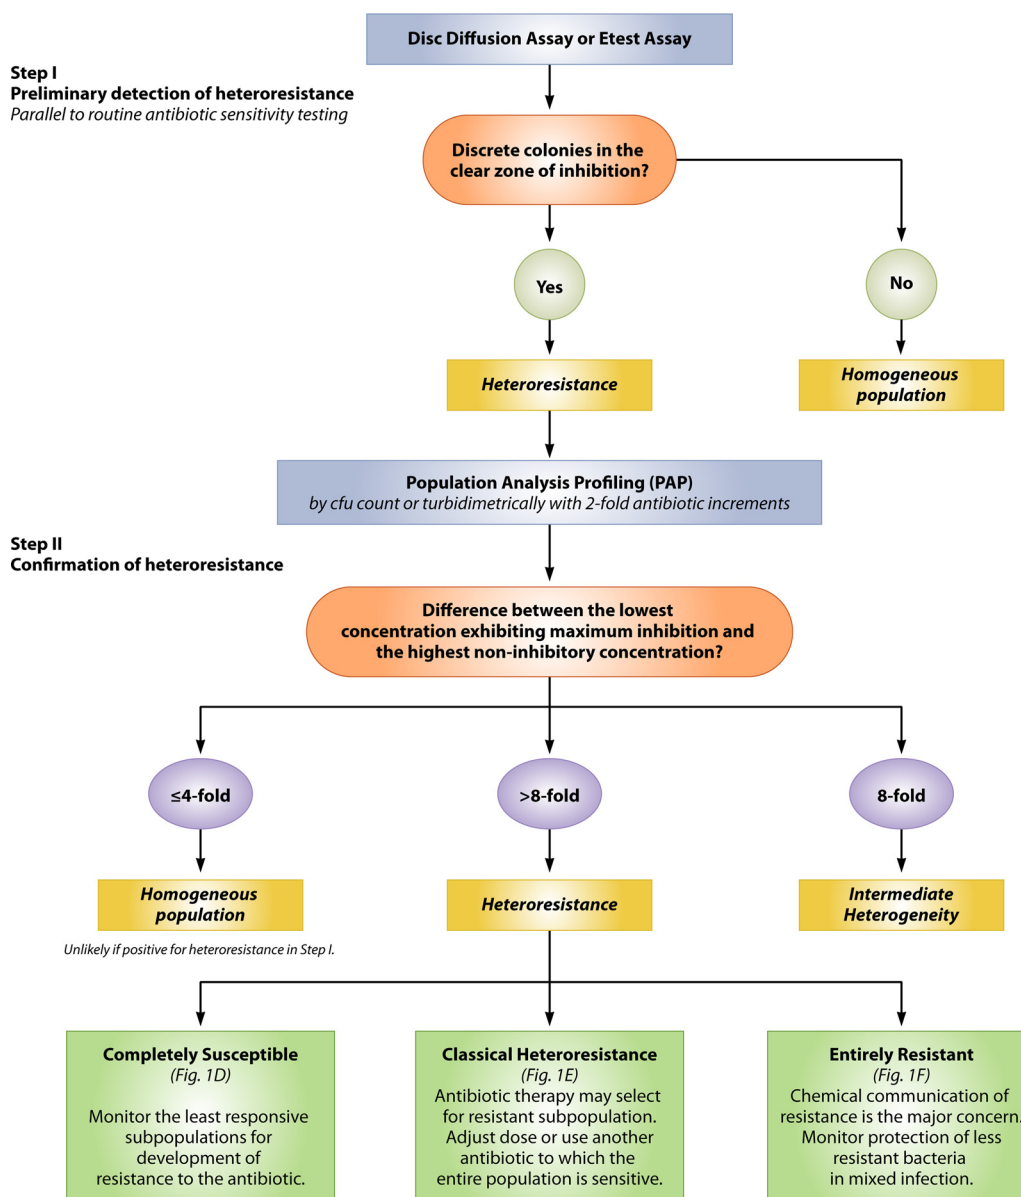 Disc Diffusion Assay or Etest Assay
Step I
Preliminary detection of heteroresistance
Parallel to routine antibiotic sensitivity testing
Discrete colonies in the
clear zone of inhibition?
Yes
No
Heteroresistance
Homogeneous
population
Population Analysis Profiling (PAP)
by cfu count or turbidimetrically with 2-fold antibiotic increments
Step II
Confirmation of heteroresistance
Difference between the lowest
concentration exhibiting maximum inhibition and
the highest non-inhibitory concentration?
≤4-fold
>8-fold
8-fold
Homogeneous
population
Heteroresistance
Intermediate
Heterogeneity
Unlikely if positive for heteroresistance in Step I.
Completely Susceptible
(Fig. 1D)
Monitor the least responsive
subpopulations for
development of
resistance to the antibiotic.
Classical Heteroresistance
(Fig. 1E)
Antibiotic therapy may select
for resistant subpopulation.
Adjust dose or use another
antibiotic to which the
entire population is sensitive.
Entirely Resistant
(Fig. 1F)
Chemical communication of
resistance is the major concern.
Monitor protection of less
resistant bacteria
in mixed infection.